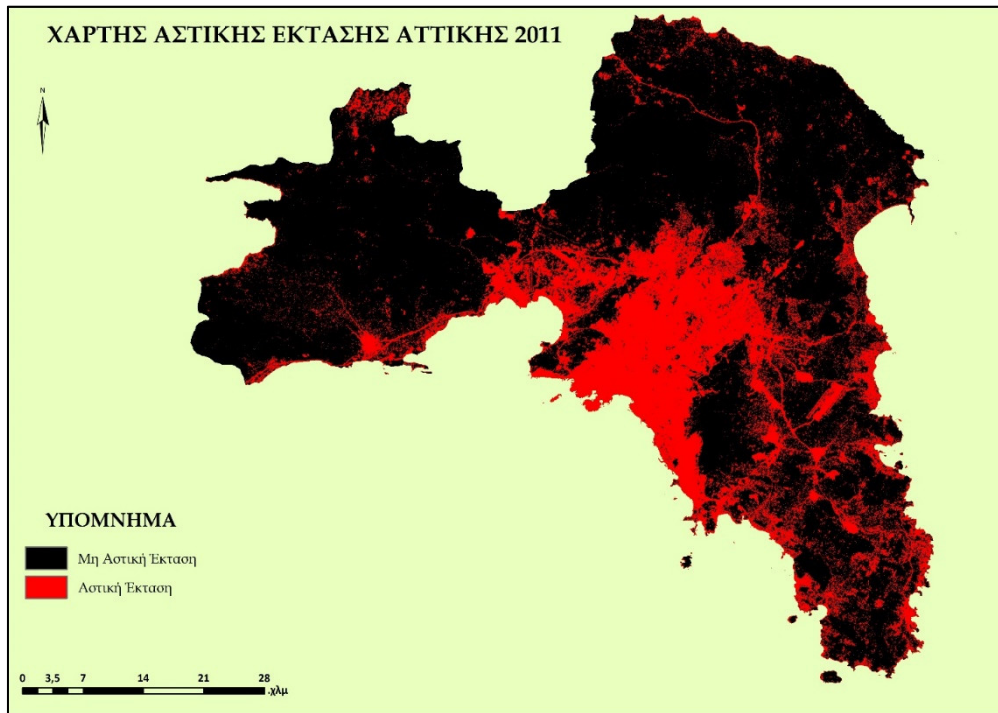 ΧΑΡΤΗΣ ΑΣΤΙΚΗΣ ΕΚΤΑΣΗΣ ΑΤΤΙΚΗΣ 2011
N
ΥΠΟΜΝΗΜΑ
Μη Αστική Έκταση
Αστική Έκταση
0 3,5 7 14 21 28
.χλμ